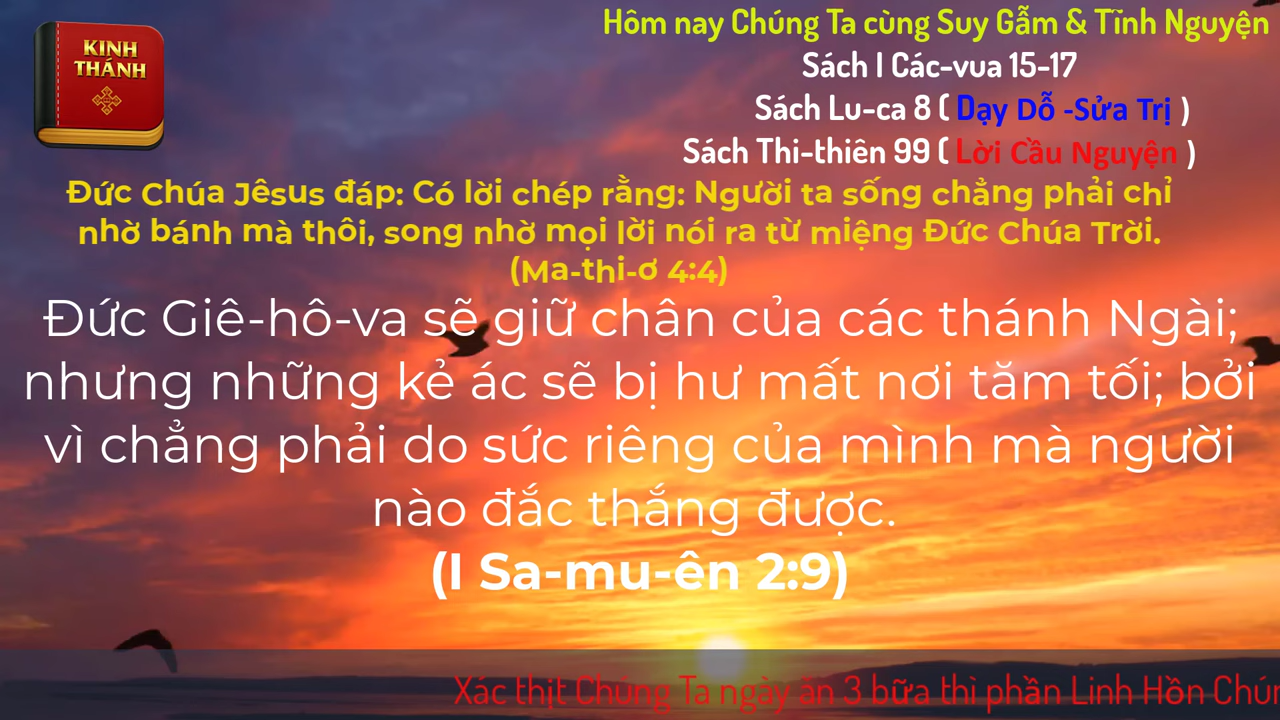 KINH
THÁNH
Hôm nay Chúng Ta cùng Suy Gẫm & Tĩnh Nguyện
Sách I Các-vua 15-17
Sách Lu-ca 8 ( Dạy Dỗ -Sửa Trị )
Sách Thi-thiên 99 ( Lời Cầu Nguyện )
Đức Chúa Jêsus đáp: Có lời chép rằng: Người ta sống chẳng phải chỉ
nhờ bánh mà thôi, song nhờ mọi lời nói ra từ miệng Đức Chúa Trời.
(Ma-thi-ơ 4:4)
Đức Giê-hô-va sẽ giữ chân của các thánh Ngài;
nhưng những kẻ ác sẽ bị hư mất nơi tăm tối; bởi
vì chẳng phải do sức riêng của mình mà người
nào đắc thắng được.
(I Sa-mu-ên 2:9)
Xác thịt Chúng Ta ngày ăn 3 bữa thì phần Linh Hồn